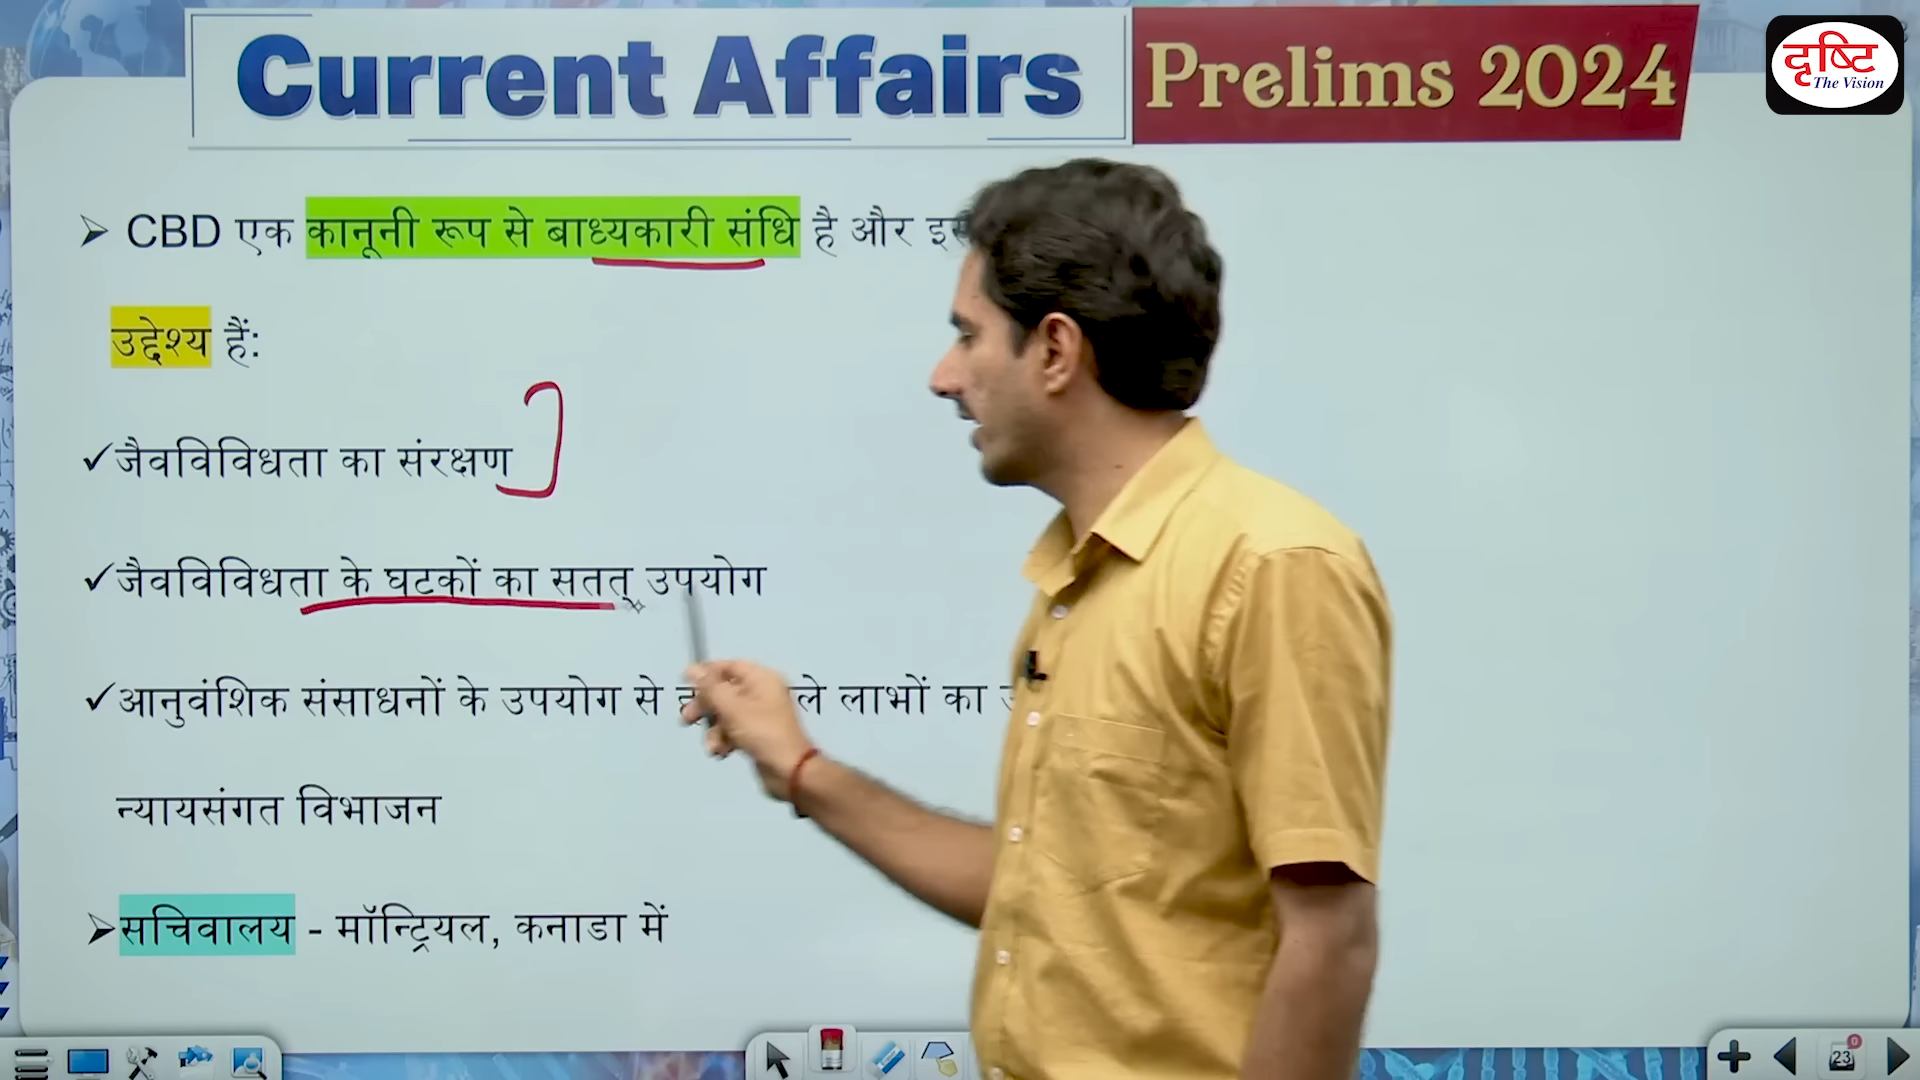 Current Affairs
Prelims 2024
दृष्टि
The Vision
CBD एक कानूनी रूप से बाध्यकारी संधि है और
उद्देश्य हैं:
जैवविविधता का संरक्षण
जैवविविधता के घटकों का सतत् उपयोग
आनुवंशिक संसाधनों के उपयोग से लाभों का
न्यायसंगत विभाजन
सचिवालय - मॉन्ट्रियल, कनाडा में
23
0